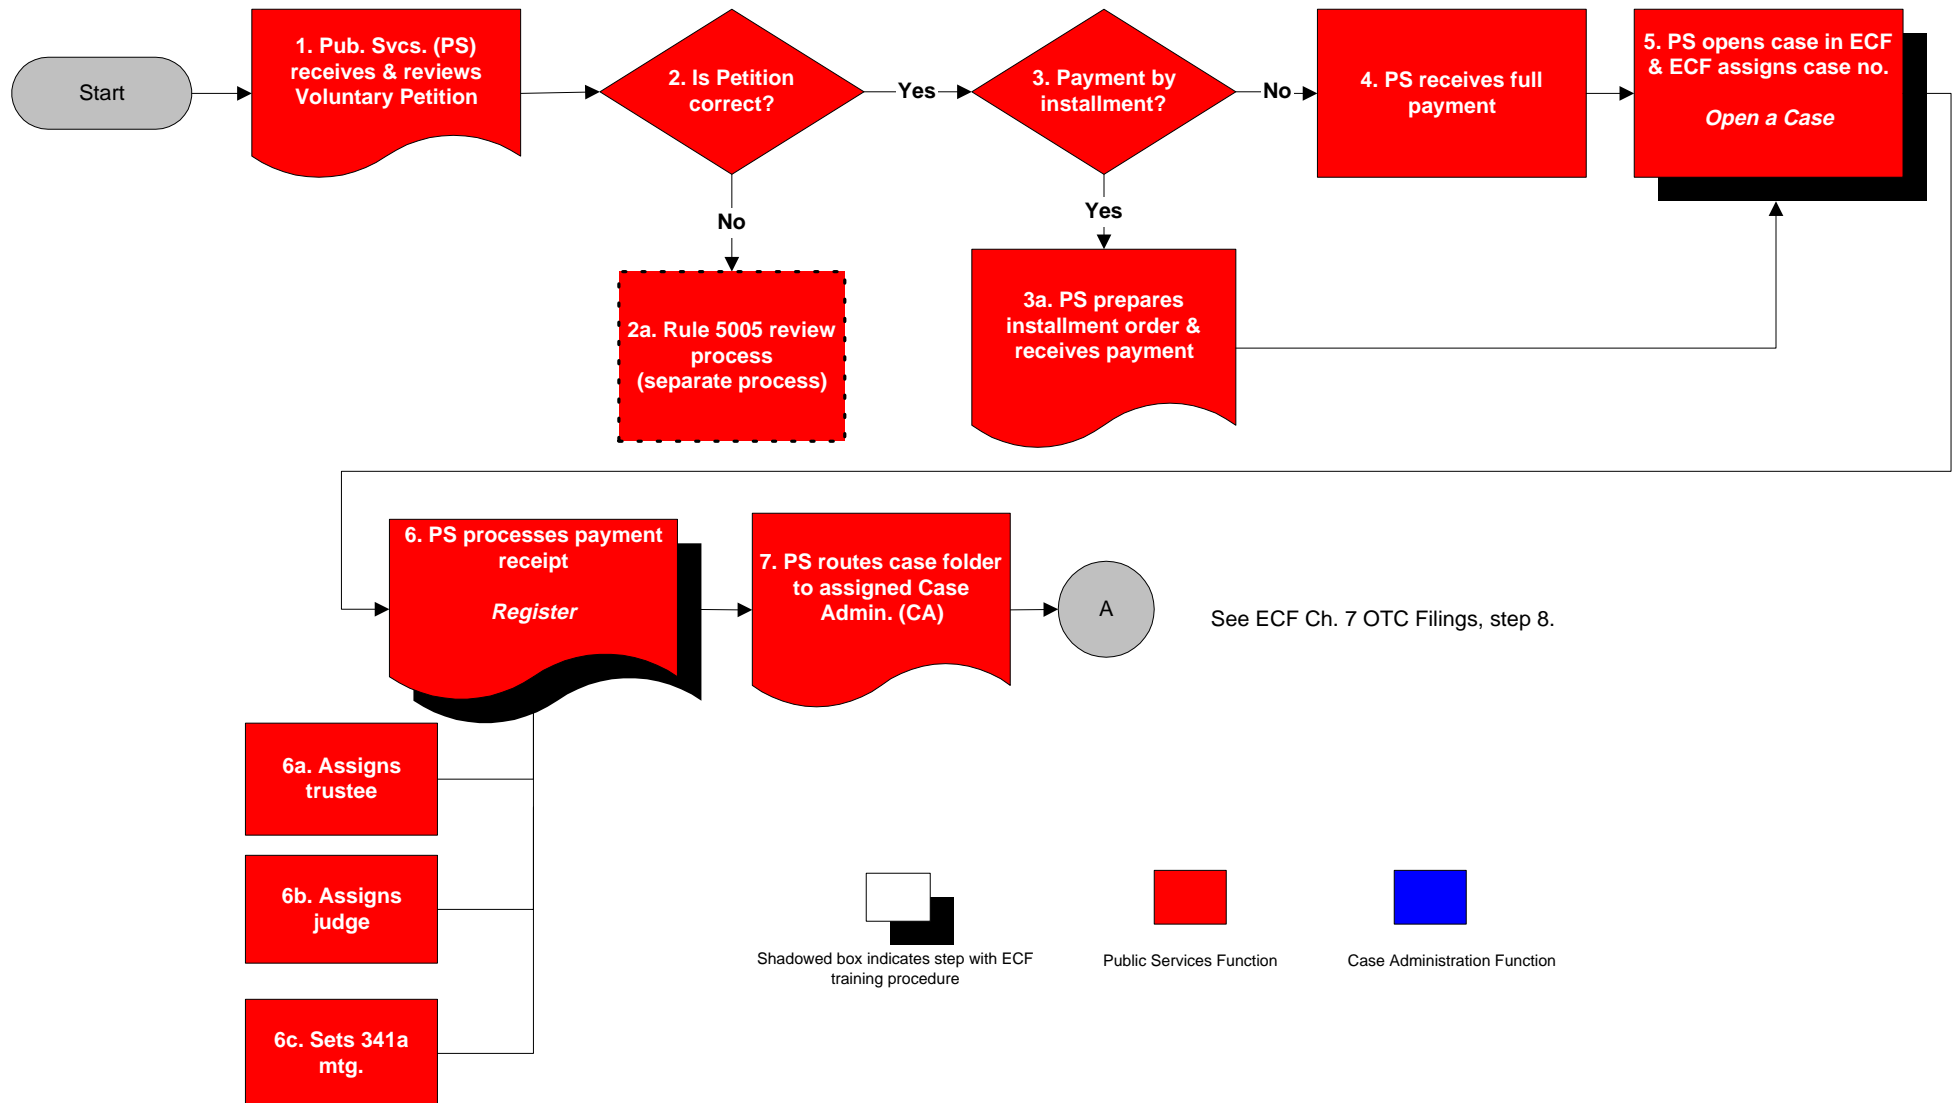 Start
1. Pub. Svcs. (PS)
receives & reviews
Voluntary Petition
2. Is Petition
correct?
Yes
3. Payment by
installment?
No
4. PS receives full
payment
5. PS opens case in ECF
& ECF assigns case no.
Open a Case
No
Yes
2a. Rule 5005 review
process
(separate process)
3a. PS prepares
installment order &
receives payment
6. PS processes payment
receipt
Register
7. PS routes case folder
to assigned Case
Admin. (CA)
A
See ECF Ch. 7 OTC Filings, step 8.
6a. Assigns
trustee
6b. Assigns
judge
6c. Sets 341a
mtg.
Shadowed box indicates step with ECF
training procedure
Public Services Function
Case Administration Function